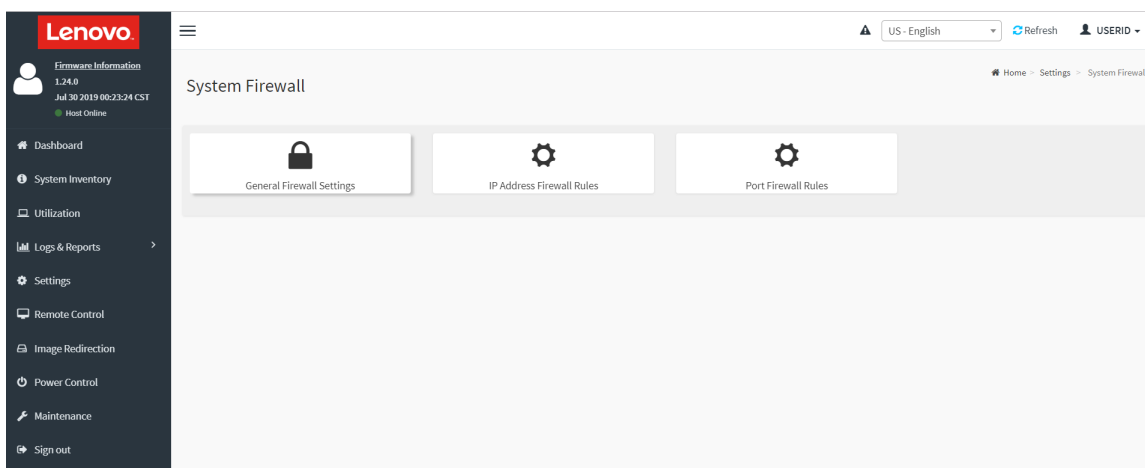 Lenovo
Firmware Information
1.24.0
Jul 30 2019 00:23:24 CST
Host Online
Dashboard
System Inventory
Utilization
Logs & Reports
Settings
Remote Control
Image Redirection
Power Control
Maintenance
Sign out
US - English
Refresh
USERID
System Firewall
Home > Settings > System Firewal
General Firewall Settings
IP Address Firewall Rules
Port Firewall Rules